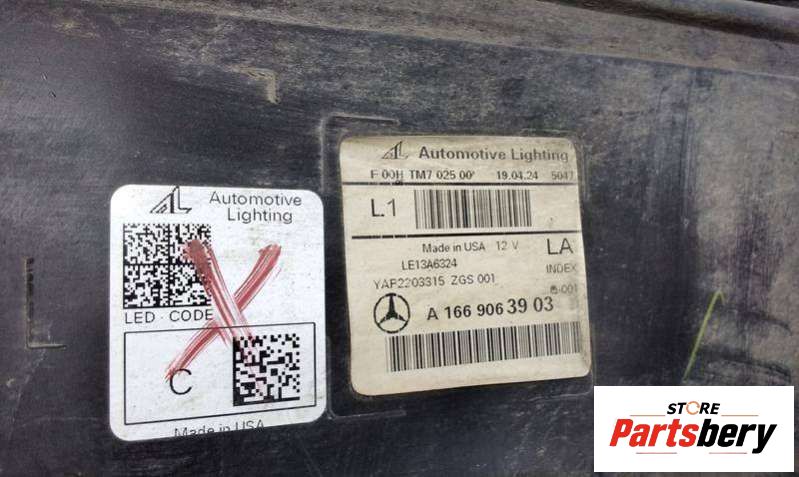 Automotive
Lighting
LED - CODE
C
Made in USA
Automotive Lighting
F 00H TM7 025 00 19.04.24 5047
L1
Made in USA 12 V LA
LE13A6324 INDEX
YAP2203315 ZGS 001
A 166 906 39 03
STORE
Partsbery